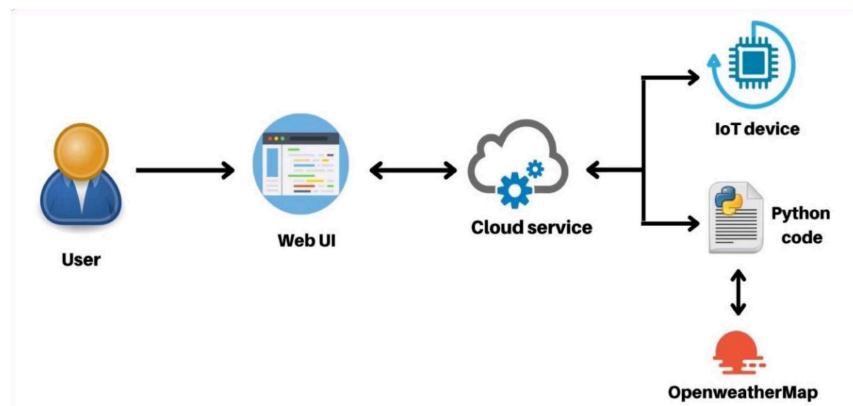 User
Web UI
Cloud service
IoT device
Python
code
OpenweatherMap